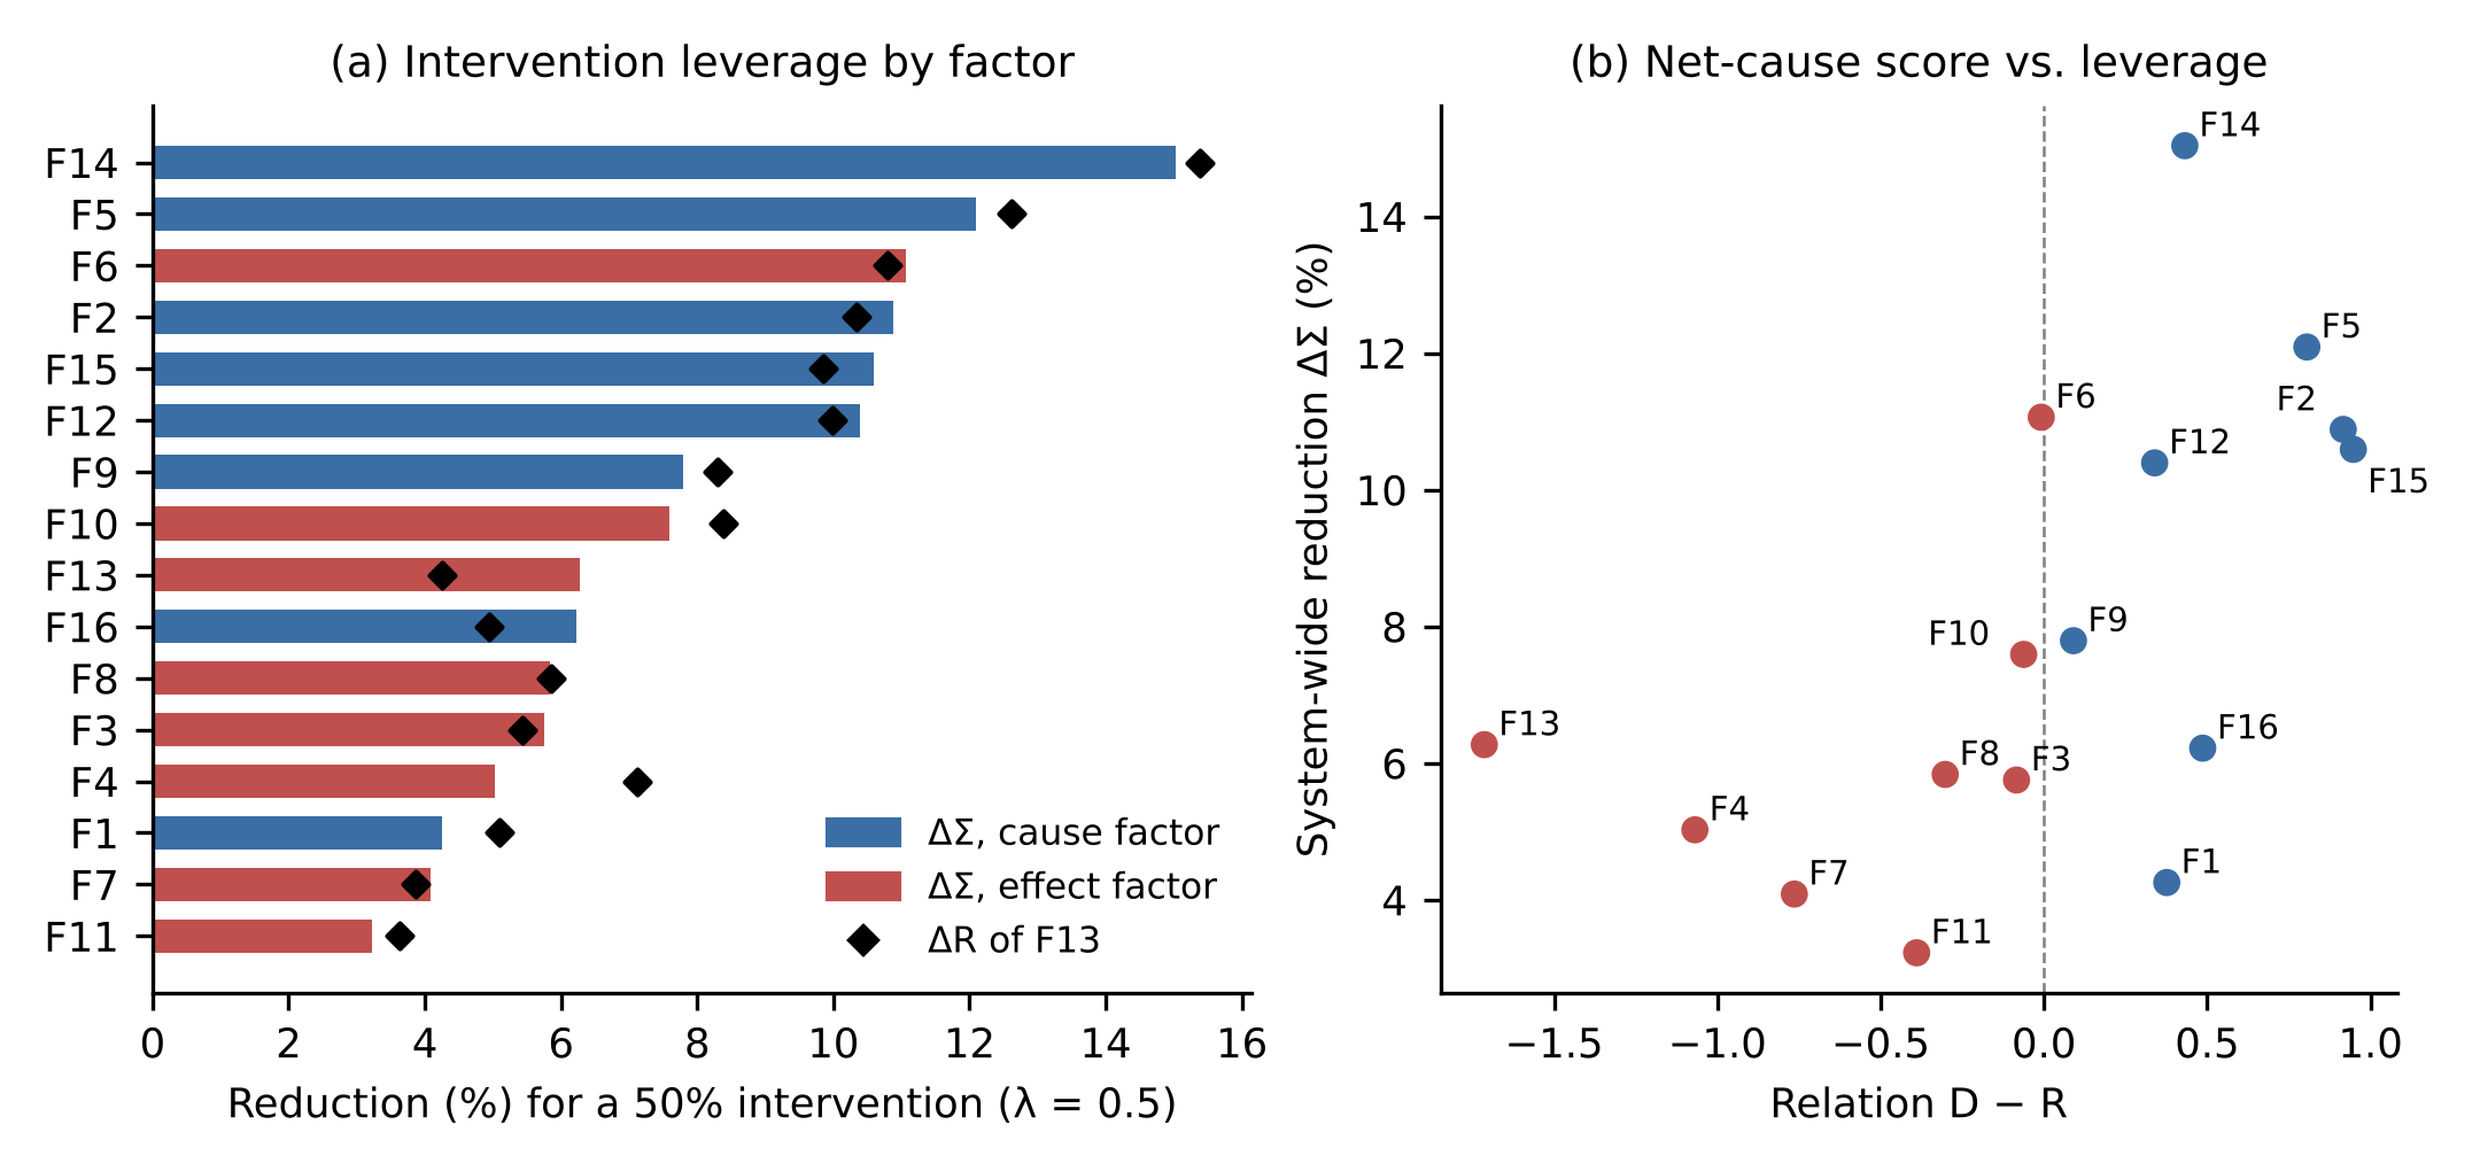 (a) Intervention leverage by factor
F14
F5
F6
F2
F15
F12
F9
F10
F13
F16
F8
F3
F4
F1
F7
F11
ΔΣ, cause factor
ΔΣ, effect factor
ΔR of F13
0 2 4 6 8 10 12 14 16
Reduction (%) for a 50% intervention (λ = 0.5)
(b) Net-cause score vs. leverage
System-wide reduction ΔΣ (%)
14
12
10
8
6
4
F14
F5
F6
F2
F12
F15
F9
F10
F13
F16
F8
F3
F4
F7
F1
F11
−1.5 −1.0 −0.5 0.0 0.5 1.0
Relation D − R